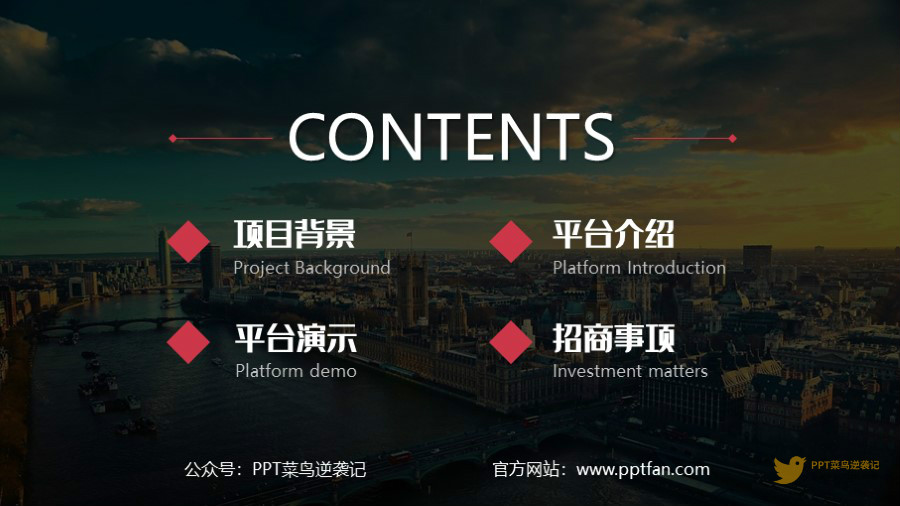 CONTENTS
项目背景
Project Background
平台介绍
Platform Introduction
平台演示
Platform demo
招商事项
Investment matters
公众号：PPT菜鸟逆袭记
官方网站：www.pptfan.com
PPT菜鸟逆袭记